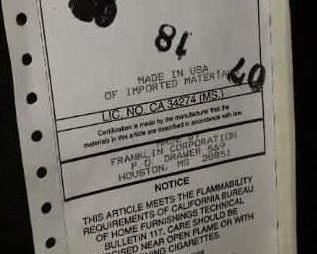 81
MADE IN USA
OF IMPORTED MATERIAL
07
LIC. NO. CA 34274 (MS.)
Certification is made by the manufacturer that the
materials in this article are described in accordance with law.
MADE BY
FRANKLIN CORPORATION
P O DRAWER 569
HOUSTON, MS 38851
NOTICE
THIS ARTICLE MEETS THE FLAMMABILITY
REQUIREMENTS OF CALIFORNIA BUREAU
OF HOME FURNISHINGS TECHNICAL
BULLETIN 117. CARE SHOULD BE
NEAR OPEN FLAME OR WITH
CIGARETTES.